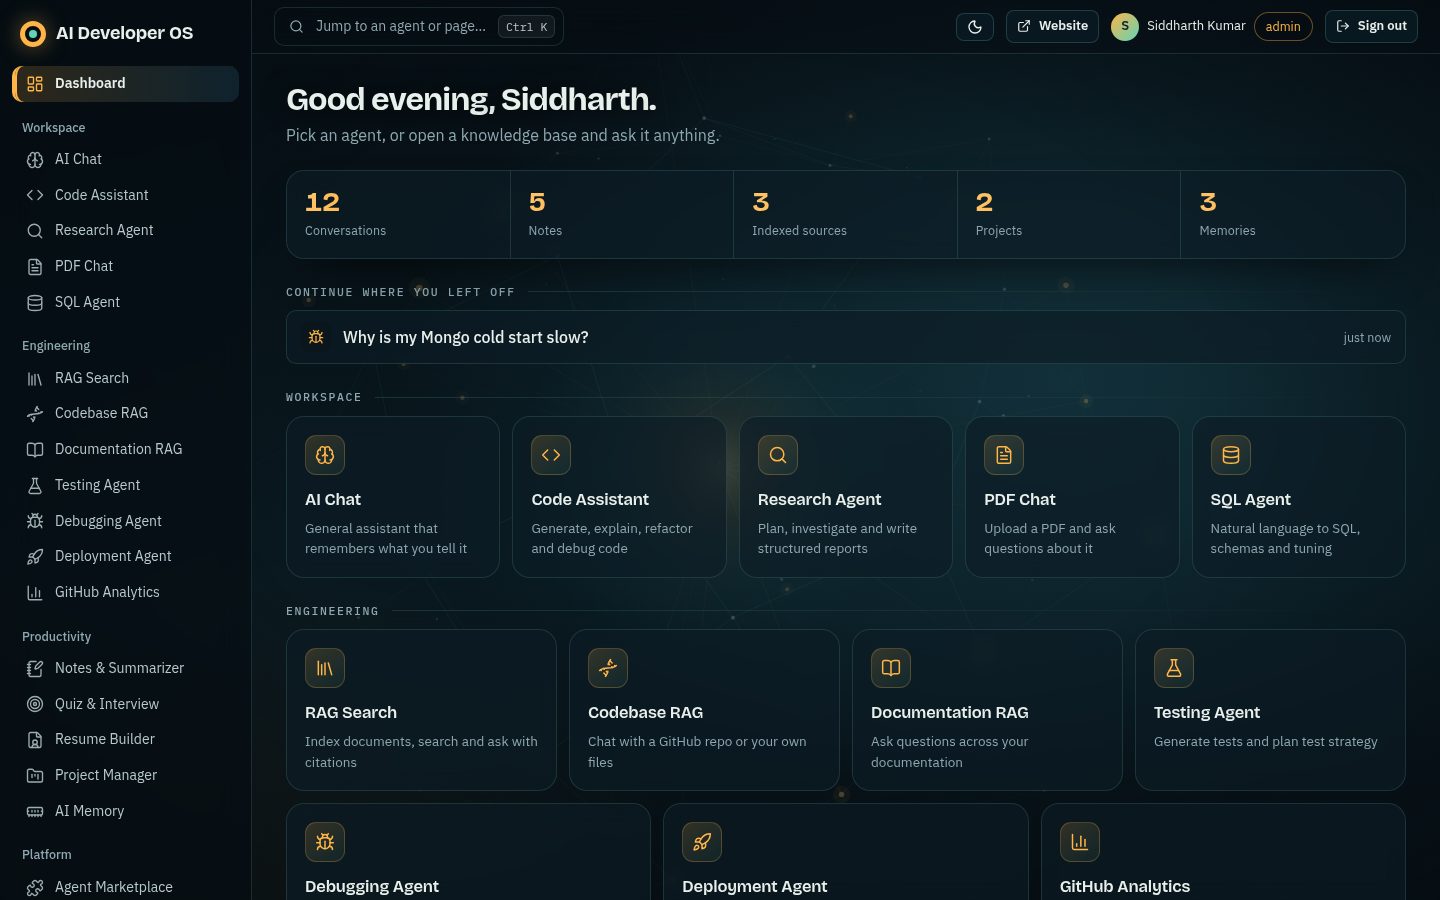 AI Developer OS
Jump to an agent or page...
Ctrl K
Website
S
Siddharth Kumar
admin
Sign out
Dashboard
Workspace
AI Chat
Code Assistant
Research Agent
PDF Chat
SQL Agent
Engineering
RAG Search
Codebase RAG
Documentation RAG
Testing Agent
Debugging Agent
Deployment Agent
GitHub Analytics
Productivity
Notes & Summarizer
Quiz & Interview
Resume Builder
Project Manager
AI Memory
Platform
Agent Marketplace
Good evening, Siddharth.
Pick an agent, or open a knowledge base and ask it anything.
12
Conversations
5
Notes
3
Indexed sources
2
Projects
3
Memories
CONTINUE WHERE YOU LEFT OFF
Why is my Mongo cold start slow?
just now
WORKSPACE
AI Chat
General assistant that
remembers what you tell it
Code Assistant
Generate, explain, refactor
and debug code
Research Agent
Plan, investigate and write
structured reports
PDF Chat
Upload a PDF and ask
questions about it
SQL Agent
Natural language to SQL,
schemas and tuning
ENGINEERING
RAG Search
Index documents, search and ask with
citations
Codebase RAG
Chat with a GitHub repo or your own
files
Documentation RAG
Ask questions across your
documentation
Testing Agent
Generate tests and plan test strategy
Debugging Agent
Deployment Agent
GitHub Analytics